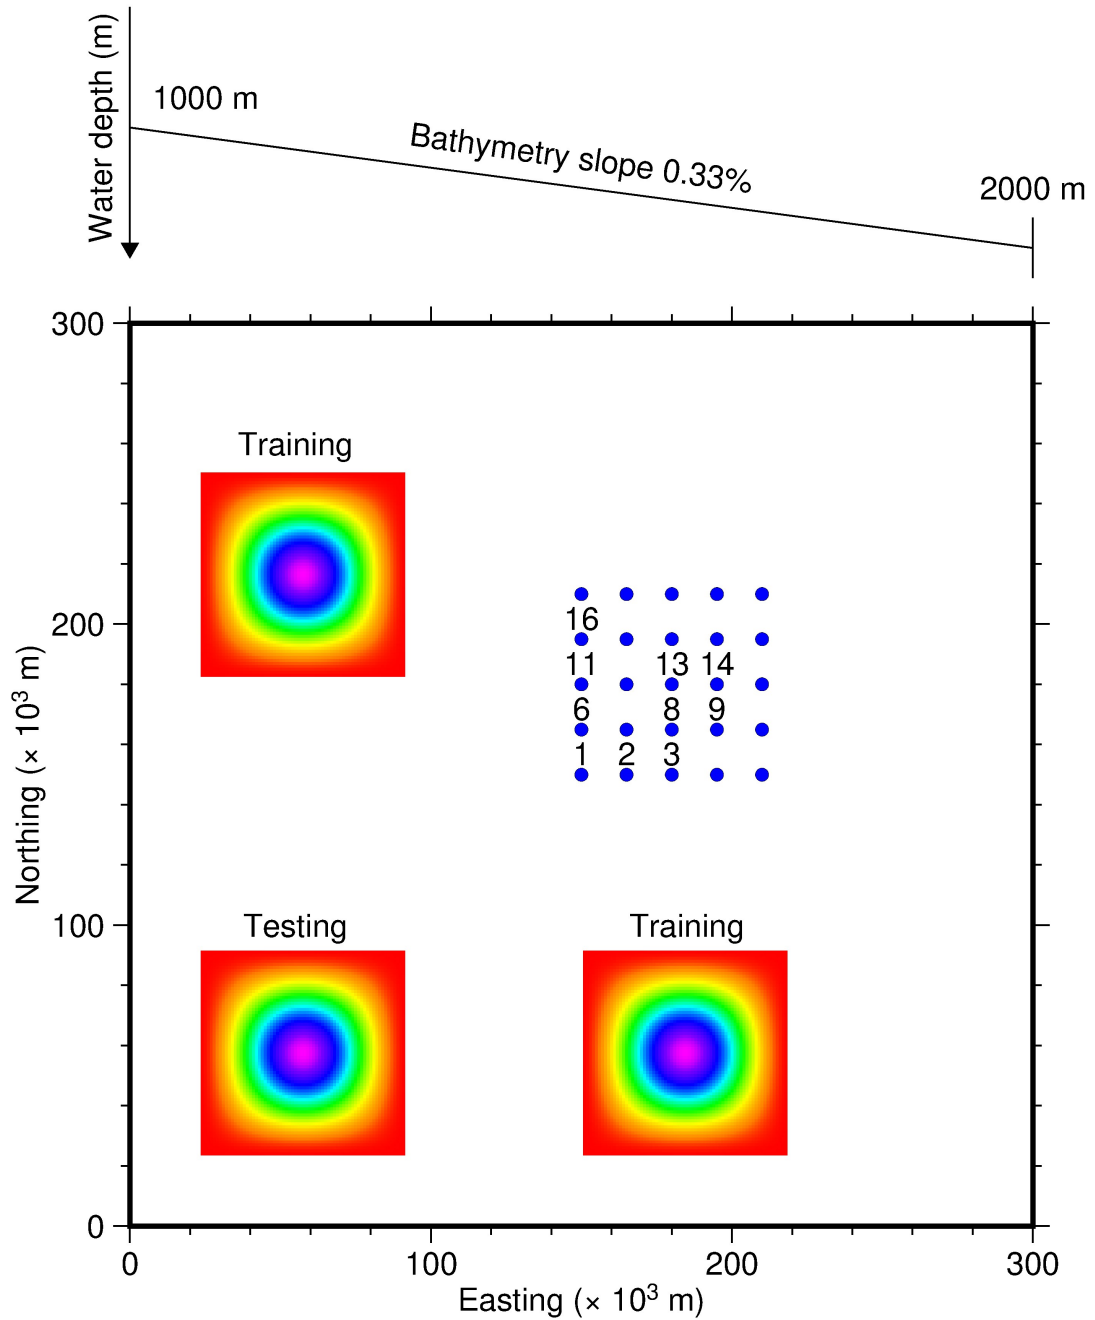 Water depth (m)
1000 m
Bathymetry slope 0.33%
2000 m
300
Training
200
16
11 13 14
6 8 9
1 2 3
Northing (× 10³ m)
100
Testing Training
0
0 100 200 300
Easting (× 10³ m)